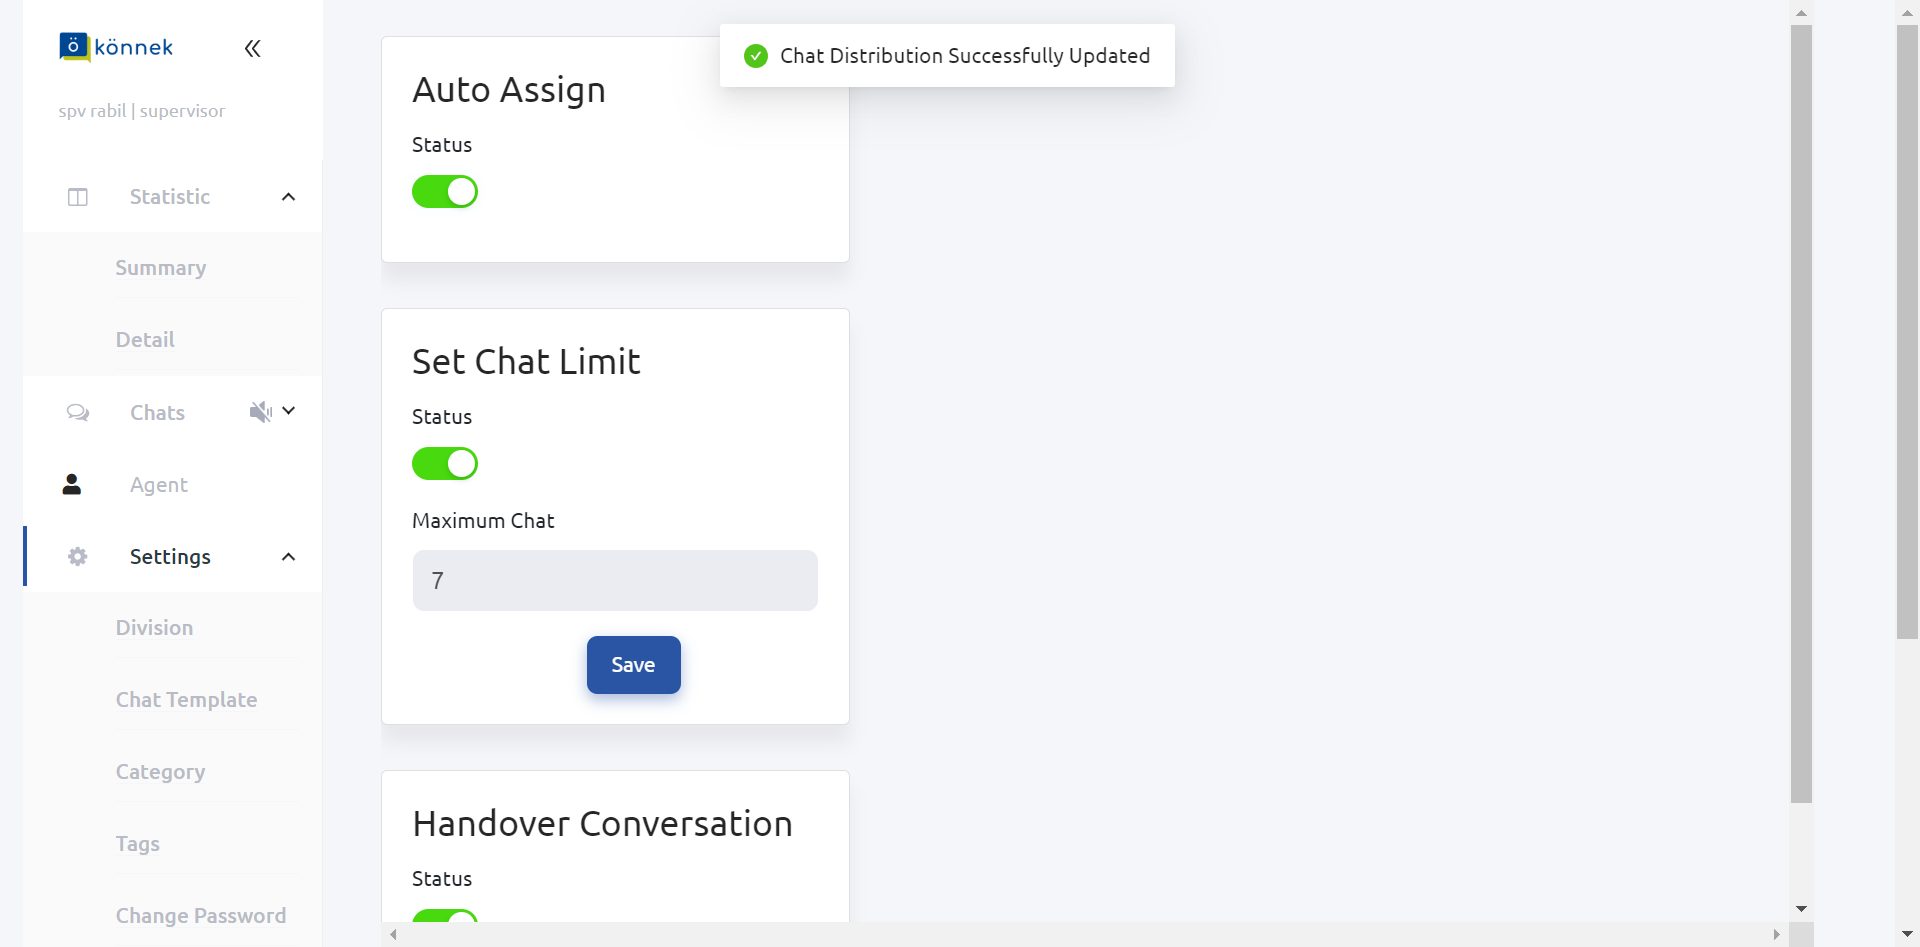 ö könnek
spv rabil | supervisor
Statistic
Summary
Detail
Chats
Agent
Settings
Division
Chat Template
Category
Tags
Change Password
Chat Distribution Successfully Updated
Auto Assign
Status
Set Chat Limit
Status
Maximum Chat
7
Save
Handover Conversation
Status